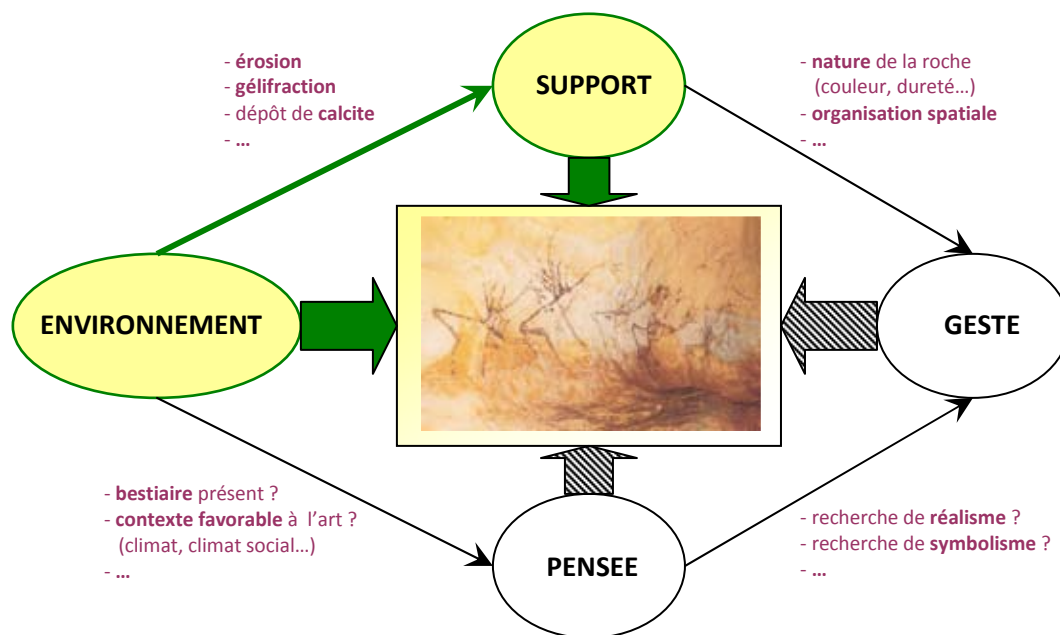 - érosion
- gélifraction
- dépôt de calcite
- ...
SUPPORT
- nature de la roche
(couleur, dureté...)
- organisation spatiale
- ...
ENVIRONNEMENT
GESTE
- bestiaire présent ?
- contexte favorable à l'art ?
(climat, climat social...)
- ...
PENSEE
- recherche de réalisme ?
- recherche de symbolisme ?
- ...